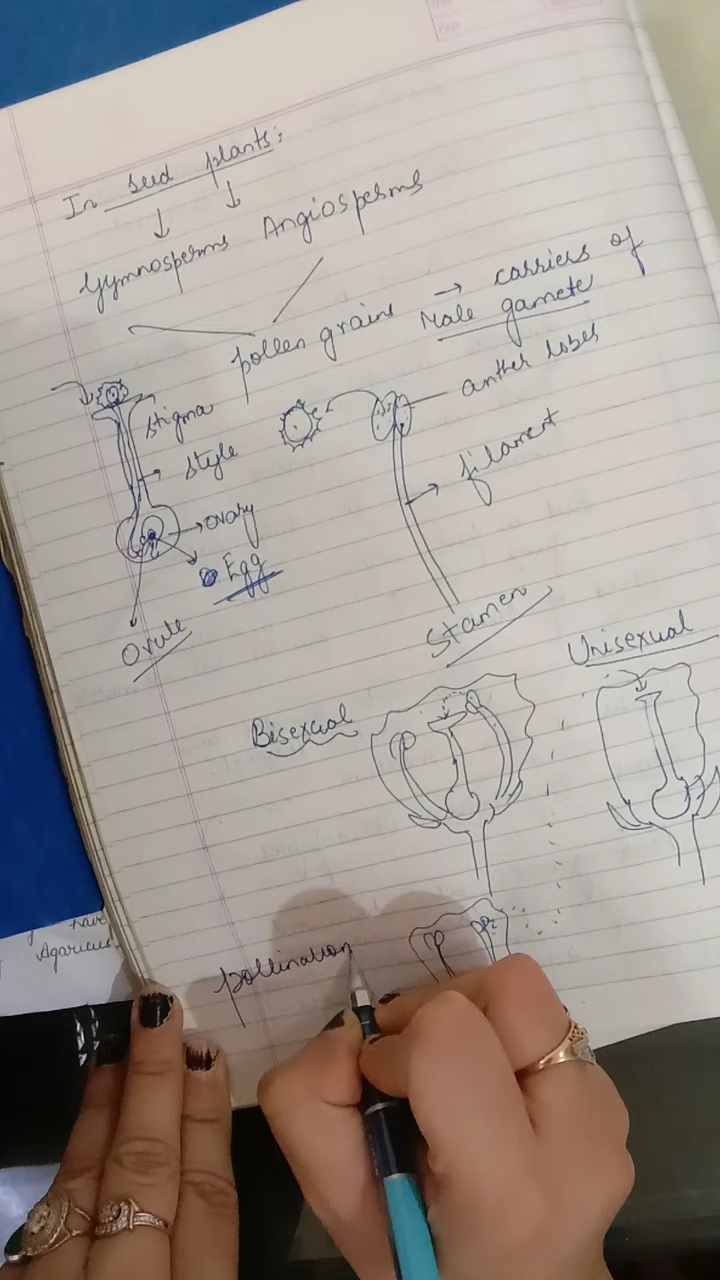 In seed plants:
Gymnosperms Angiosperms
pollen grains → carriers of
Male gamete
stigma
style
ovary
Egg
Ovule
anther lobes
filament
Stamen
Bisexual
Unisexual
pollination
Agaricus